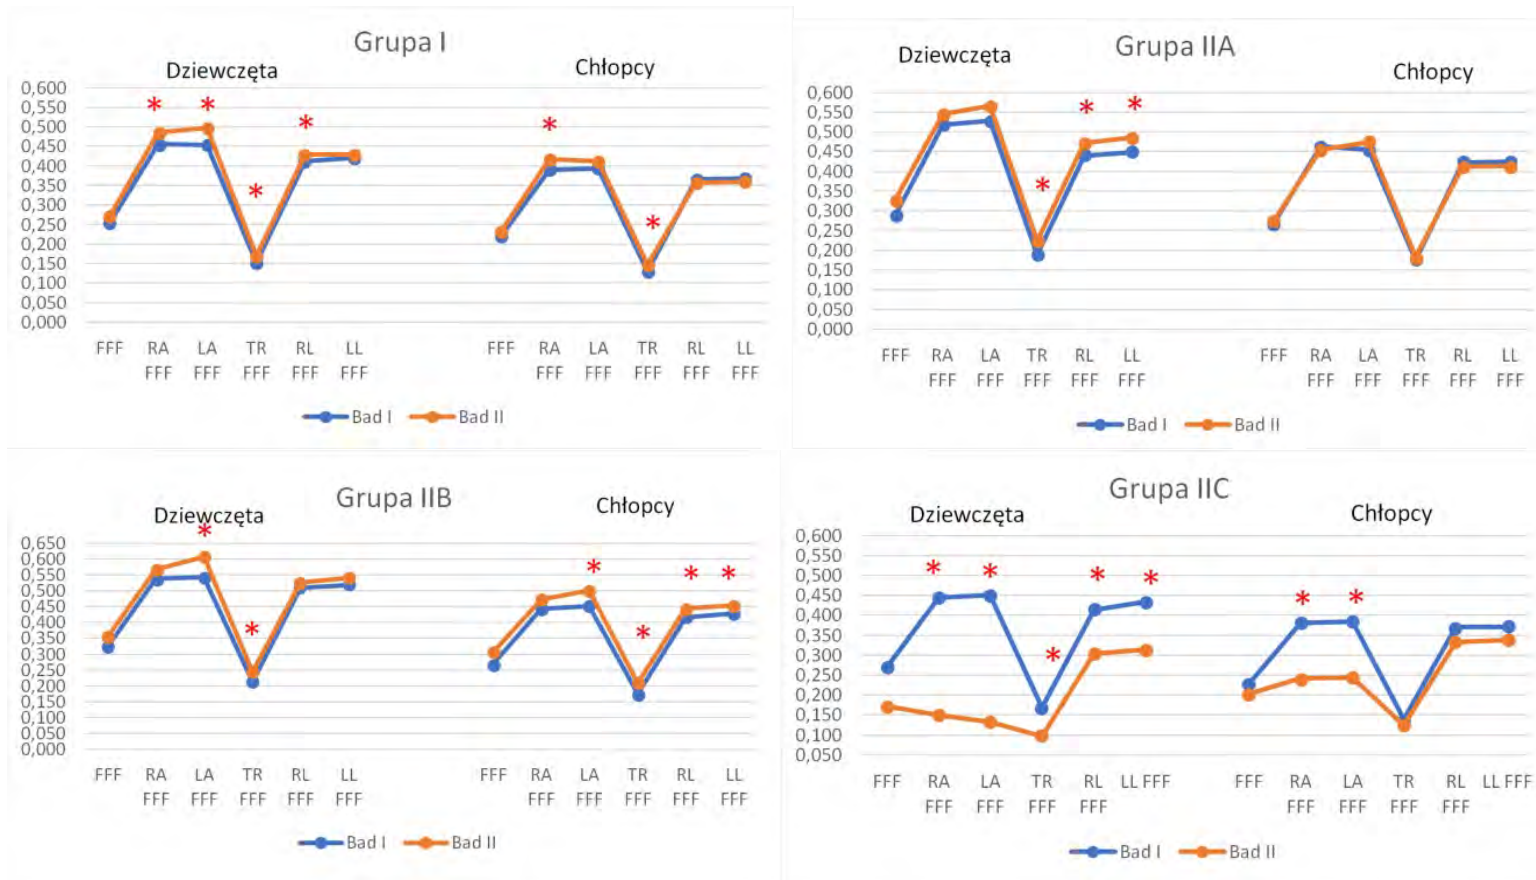 Grupa I
Dziewczęta
Chłopcy
0,600
0,550
0,500
0,450
0,400
0,350
0,300
0,250
0,200
0,150
0,100
0,050
0,000
* * * * * *
FFF RA LA TR RL LL FFF RA LA TR RL LL
FFF FFF FFF FFF FFF FFF FFF FFF FFF FFF
Bad I Bad II
Grupa IIA
Dziewczęta
Chłopcy
0,600
0,550
0,500
0,450
0,400
0,350
0,300
0,250
0,200
0,150
0,100
0,050
0,000
* * *
FFF RA LA TR RL LL FFF RA LA TR RL LL
FFF FFF FFF FFF FFF FFF FFF FFF FFF FFF
Bad I Bad II
Grupa IIB
Dziewczęta
Chłopcy
0,650
0,600
0,550
0,500
0,450
0,400
0,350
0,300
0,250
0,200
0,150
0,100
0,050
0,000
* * * * * *
FFF RA LA TR RL LL FFF RA LA TR RL LL
FFF FFF FFF FFF FFF FFF FFF FFF FFF FFF
Bad I Bad II
Grupa IIC
Dziewczęta
Chłopcy
0,600
0,550
0,500
0,450
0,400
0,350
0,300
0,250
0,200
0,150
0,100
0,050
* * * * * * *
FFF RA LA TR RL LL FFF FFF RA LA TR RL LL FFF
FFF FFF FFF FFF FFF FFF FFF FFF
Bad I Bad II